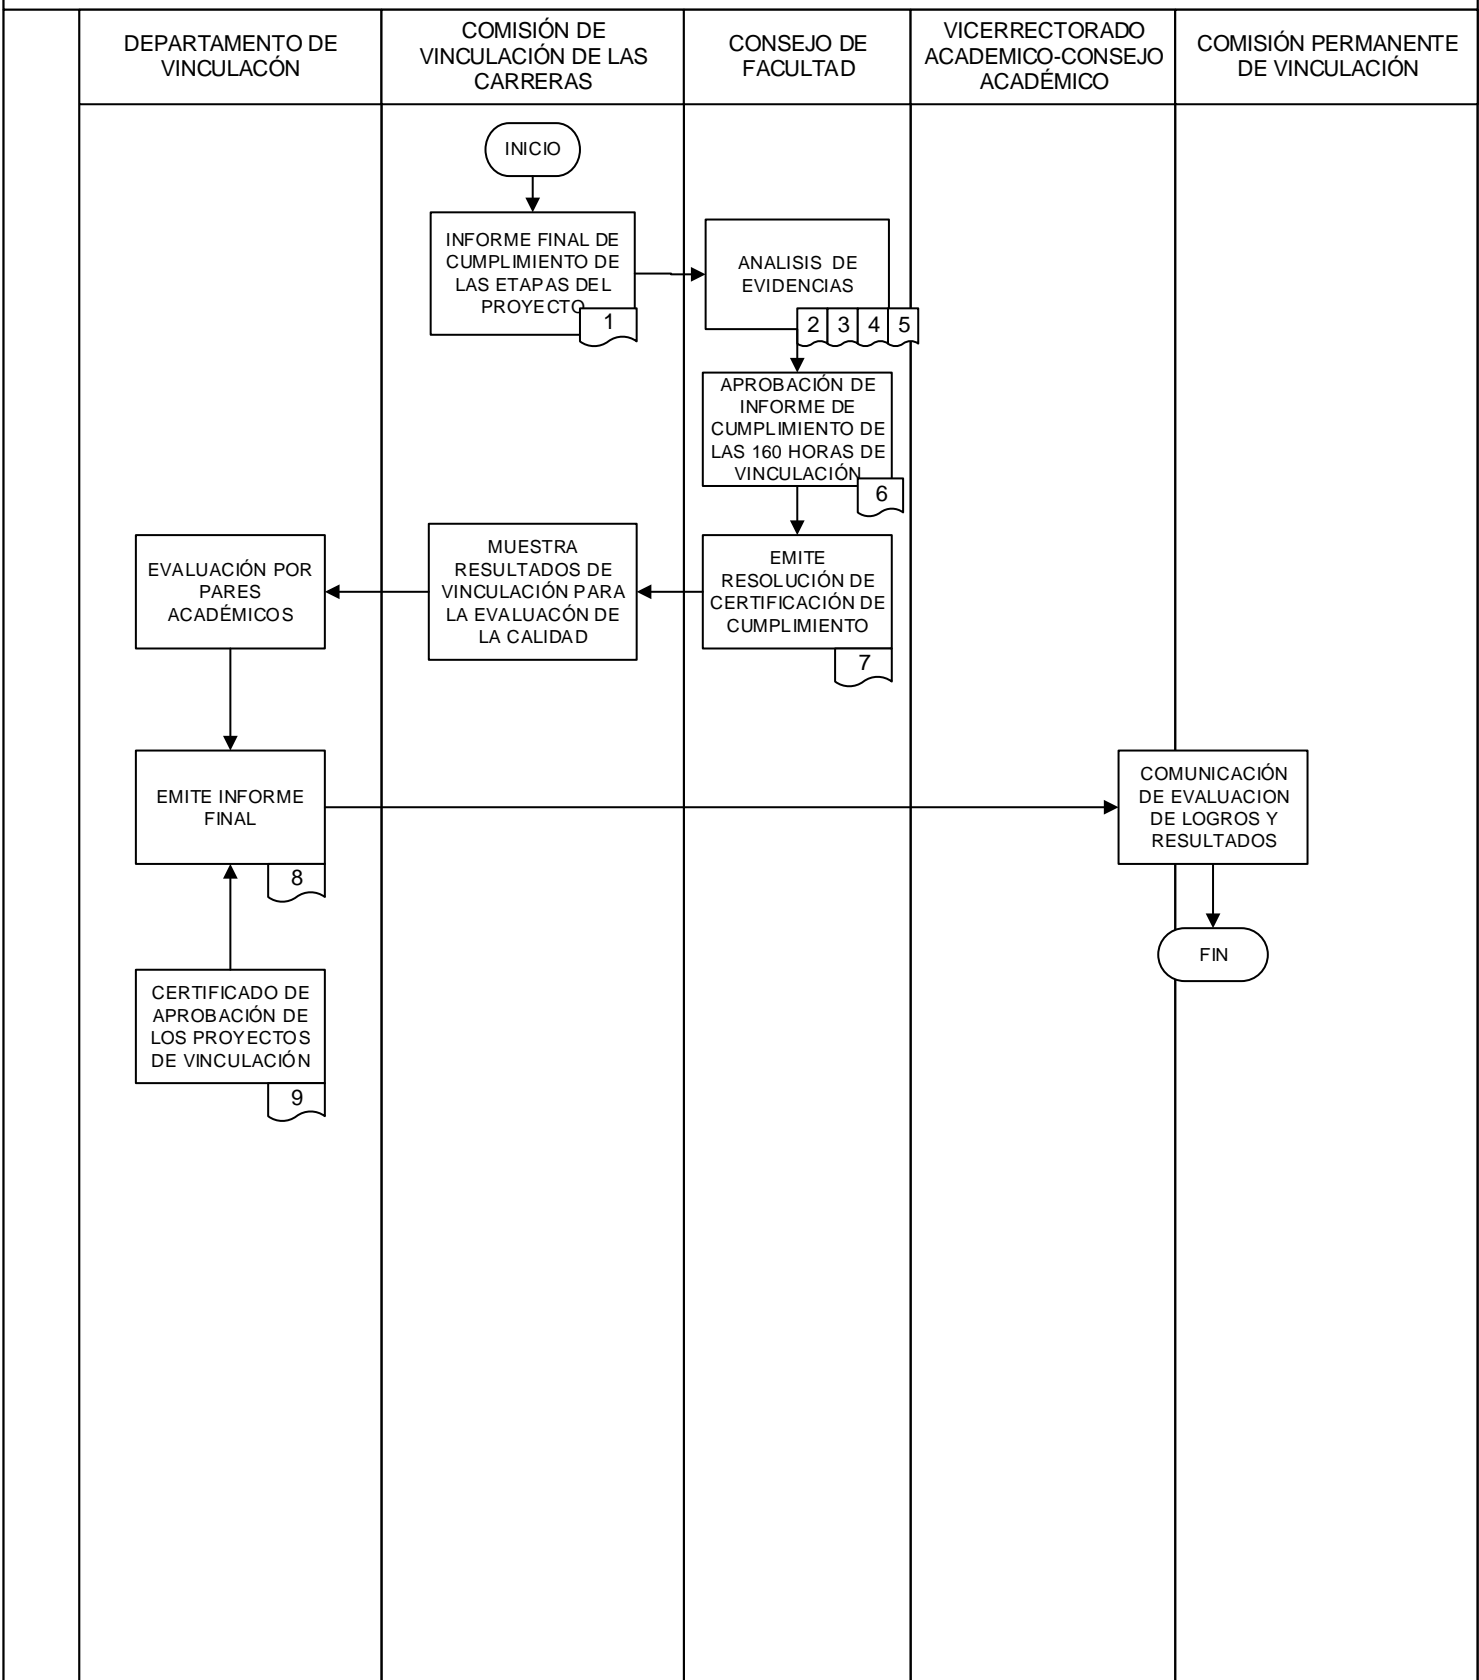 DEPARTAMENTO DE
VINCULACÓN
COMISIÓN DE
VINCULACIÓN DE LAS
CARRERAS
CONSEJO DE
FACULTAD
VICERRECTORADO
ACADEMICO-CONSEJO
ACADÉMICO
COMISIÓN PERMANENTE
DE VINCULACIÓN
INICIO
INFORME FINAL DE
CUMPLIMIENTO DE
LAS ETAPAS DEL
PROYECTO
1
ANALISIS DE
EVIDENCIAS
2 3 4 5
APROBACIÓN DE
INFORME DE
CUMPLIMIENTO DE
LAS 160 HORAS DE
VINCULACIÓN
6
EMITE
RESOLUCIÓN DE
CERTIFICACIÓN DE
CUMPLIMIENTO
7
MUESTRA
RESULTADOS DE
VINCULACIÓN PARA
LA EVALUACÓN DE
LA CALIDAD
EVALUACIÓN POR
PARES
ACADÉMICOS
EMITE INFORME
FINAL
8
COMUNICACIÓN
DE EVALUACION
DE LOGROS Y
RESULTADOS
FIN
CERTIFICADO DE
APROBACIÓN DE
LOS PROYECTOS
DE VINCULACIÓN
9